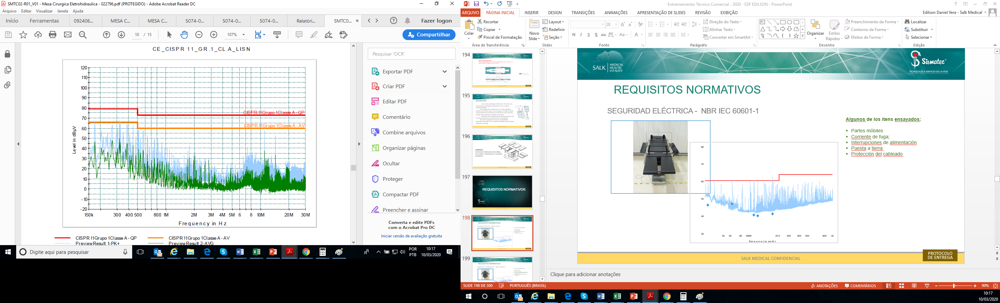 SMTC02-R01_V01 - Mesa Cirurgica Eletrohidraulica - 022796.pdf (PROTEGIDO) - Adobe Acrobat Reader DC
Arquivo Editar Visualizar Janela Ajuda
Início Ferramentas 092406... MESA C... MESA C... 5074-0... 5074-0... 5074-0... Relatóri... SMTC0... × Fazer logon
10 / 15 107% Compartilhar
CE_CISPR 11_GR.1_CL.A_LISN
120
110
100
90
80
70
60
50
40
30
20
10
0
-10
-20
Level in dBµV
CISPR 11Grupo 1Classe A - QP
CISPR 11Grupo 1Classe A - AV
150k 300 400 500 800 1M 2M 3M 4M 5M 6 8 10M 20M 30M
Frequency in Hz
CISPR 11Grupo 1Classe A - QP CISPR 11Grupo 1Classe A - AV
Preview Result 1-PK+ Preview Result 2-AVG
Pesquisar 'OCR'
Exportar PDF
Criar PDF
Editar PDF
Comentário
Combine arquivos
Organizar páginas
Ocultar
Proteger
Compactar PDF
Preencher e assinar
Converta e edite PDFs
com o Acrobat Pro DC
Iniciar versão de avaliação gratuita
Digite aqui para pesquisar
POR
PTB
10:17
10/03/2020
Entreinamiento Técnico Comercial - 2020 - ESP EDILSON - PowerPoint
ARQUIVO PÁGINA INICIAL INSERIR DESIGN TRANSIÇÕES ANIMAÇÕES APRESENTAÇÃO DE SLIDES REVISÃO EXIBIÇÃO Edilson Daniel Vera - Salk Medical
Colar
Recortar
Copiar
Pincel de Formatação
Área de Transferência
Novo
Slide
Layout
Redefinir
Seção
Slides
28
N I S S abc AV Aa A
Fonte
Direção do Texto
Alinhar Texto
Converter em SmartArt
Parágrafo
Organizar
Estilos
Rápidos
Preenchimento da Forma
Contorno da Forma
Efeitos de Forma
Desenho
Localizar
Substituir
Selecionar
Edição
194
195
196
LIMPIEZA
197
REQUISITOS NORMATIVOS
Sismatec
198
REQUISITOS NORMATIVOS
199
REQUISITOS NORMATIVOS
SALK MEDICAL
HEALTH
VITALITY
Sismatec
TECNOLOGÍA A SERVICIO DE LA VIDA
REQUISITOS NORMATIVOS
SEGURIDAD ELÉCTRICA - NBR IEC 60601-1
Algunos de los itens ensayados:
Partes móbiles
Corriente de fuga;
Interrupciones de alimentación
Puesta a tierra
Protección del cableado
80
70
60
50
40
30
50 60 80 100M 200 300 400 500 800 1G
Frequencia en Hz
SALK MEDICAL CONFIDENCIAL
PROTOCOLO
DE ENTREGA
Clique para adicionar anotações
SLIDE 198 DE 300 PORTUGUÊS (BRASIL) ANOTAÇÕES COMENTÁRIOS 90%
10:17
10/03/2020